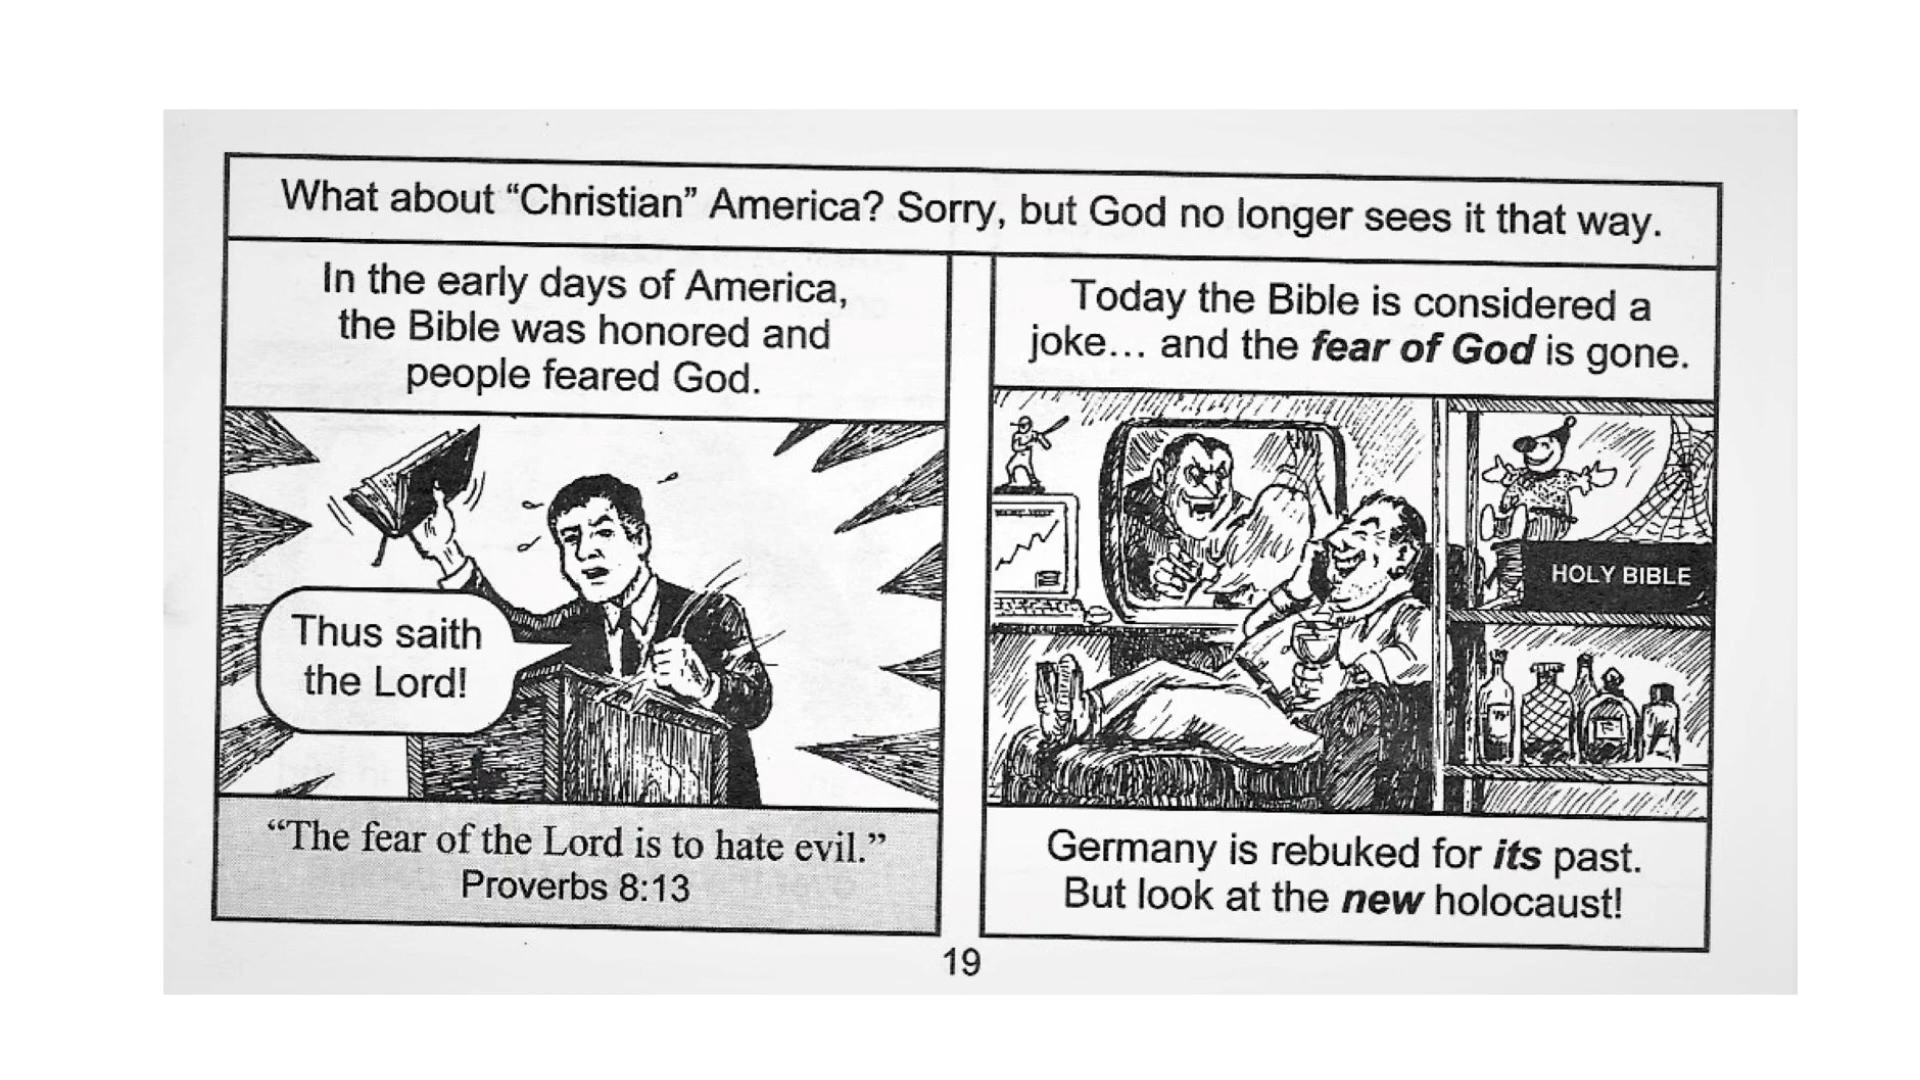 What about “Christian” America? Sorry, but God no longer sees it that way.
In the early days of America,
the Bible was honored and
people feared God.
Thus saith
the Lord!
“The fear of the Lord is to hate evil.”
Proverbs 8:13
Today the Bible is considered a
joke... and the fear of God is gone.
HOLY BIBLE
Germany is rebuked for its past.
But look at the new holocaust!
19